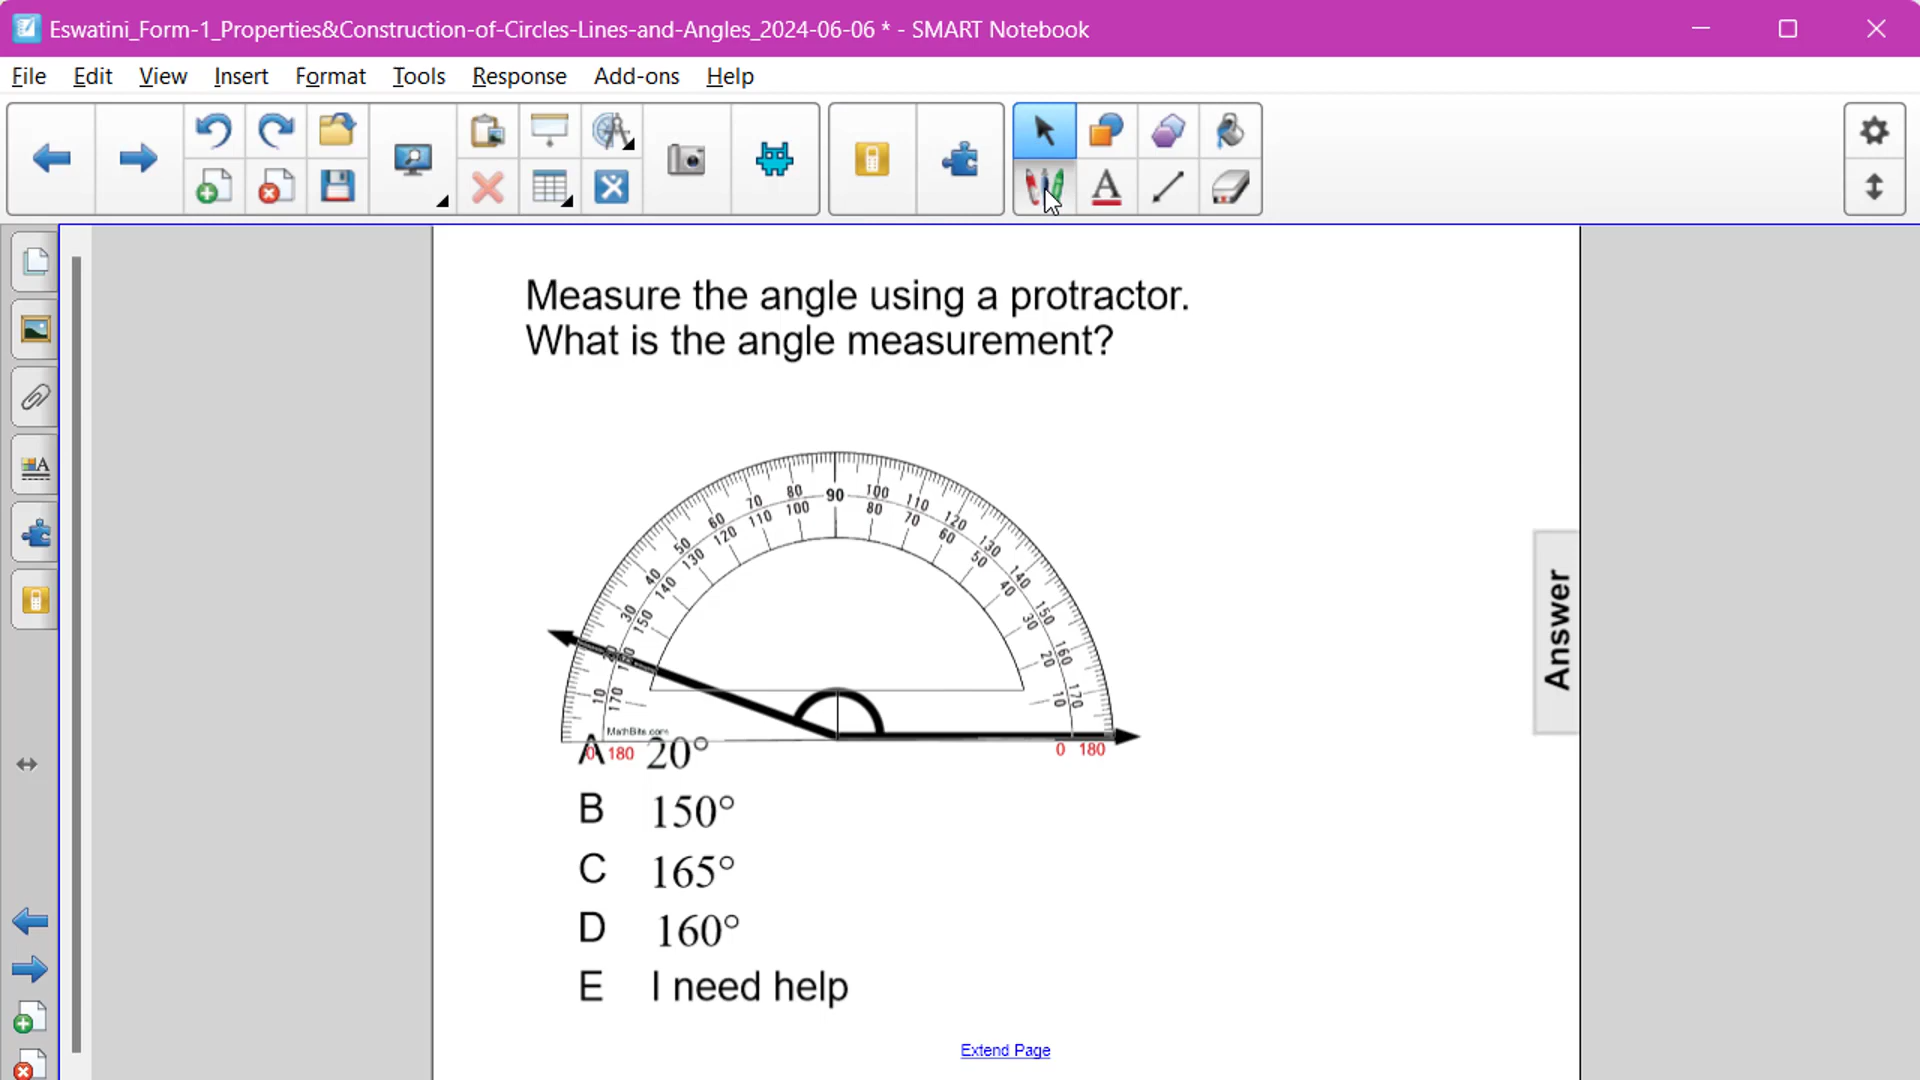 Eswatini_Form-1_Properties&Construction-of-Circles-Lines-and-Angles_2024-06-06 * - SMART Notebook
File Edit View Insert Format Tools Response Add-ons Help
Measure the angle using a protractor.
What is the angle measurement?
10 20 30 40 50 60 70 80 90 100 110 120 130 140 150 160 170
170 160 150 140 130 120 110 100 80 70 60 50 40 30 20 10
MathBits.com
0 180
0 180
A 20°
B 150°
C 165°
D 160°
E I need help
Answer
Extend Page